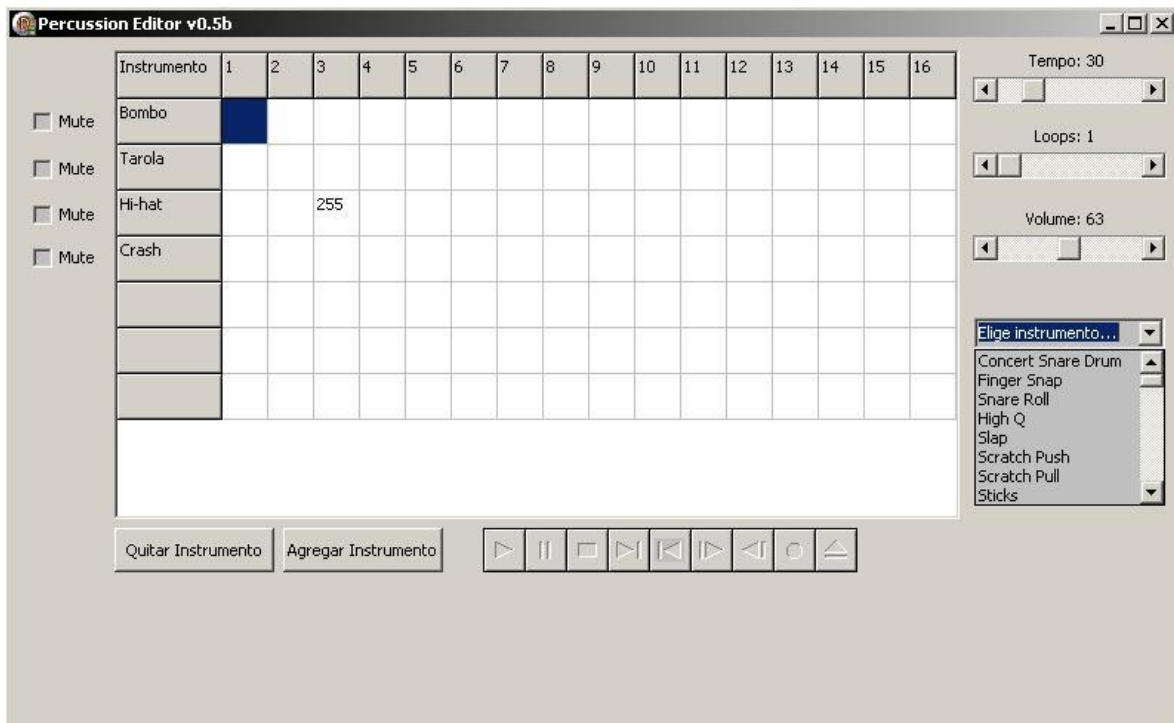 Percussion Editor v0.5b
Instrumento 1 2 3 4 5 6 7 8 9 10 11 12 13 14 15 16
Tempo: 30
Mute Bombo
Loops: 1
Mute Tarola
Mute Hi-hat 255
Volume: 63
Mute Crash
Elige instrumento...
Concert Snare Drum
Finger Snap
Snare Roll
High Q
Slap
Scratch Push
Scratch Pull
Sticks
Quitar Instrumento Agregar Instrumento